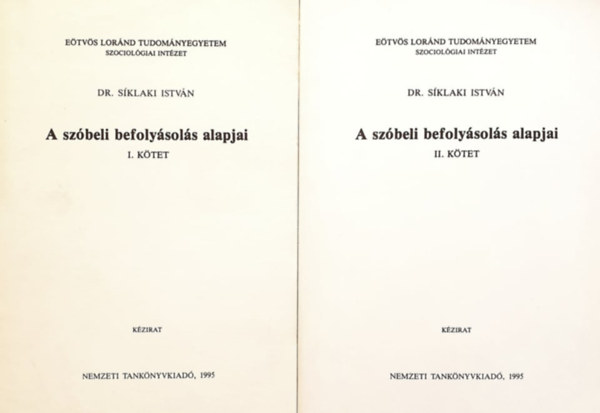 EÖTVÖS LORÁND TUDOMÁNYEGYETEM
SZOCIOLÓGIAI INTÉZET
DR. SÍKLAKI ISTVÁN
A szóbeli befolyásolás alapjai
I. KÖTET
KÉZIRAT
NEMZETI TANKÖNYVKIADÓ, 1995
EÖTVÖS LORÁND TUDOMÁNYEGYETEM
SZOCIOLÓGIAI INTÉZET
DR. SÍKLAKI ISTVÁN
A szóbeli befolyásolás alapjai
II. KÖTET
KÉZIRAT
NEMZETI TANKÖNYVKIADÓ, 1995